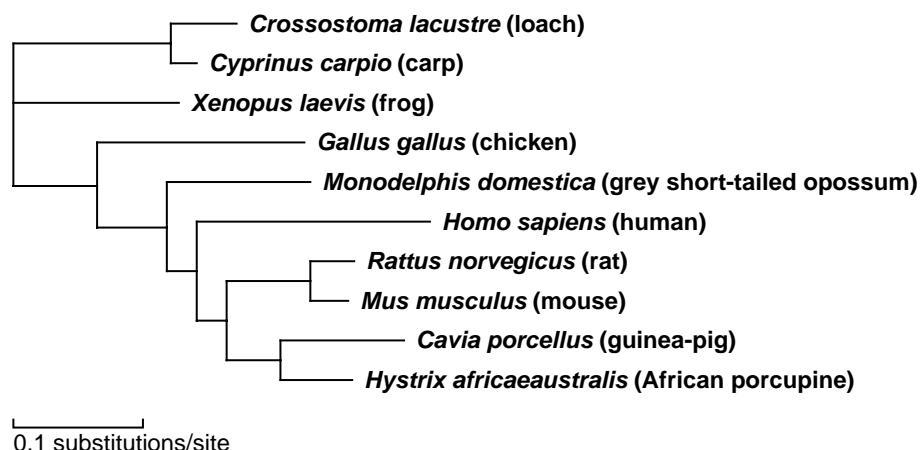 Crossostoma lacustre (loach)
Cyprinus carpio (carp)
Xenopus laevis (frog)
Gallus gallus (chicken)
Monodelphis domestica (grey short-tailed opossum)
Homo sapiens (human)
Rattus norvegicus (rat)
Mus musculus (mouse)
Cavia porcellus (guinea-pig)
Hystrix africaeaustralis (African porcupine)
0.1 substitutions/site